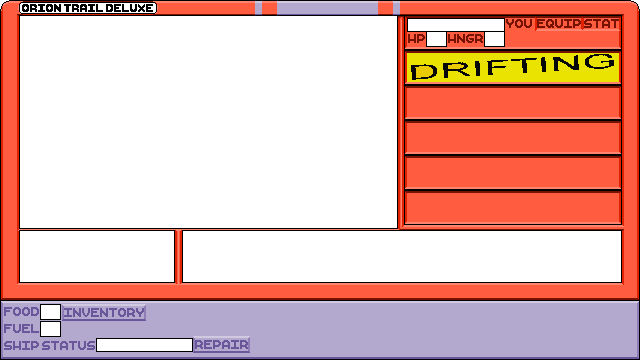 ORION TRAIL DELUXE
YOU EQUIP STAT
HP HNGR
DRIFTING
FOOD INVENTORY
FUEL
SHIP STATUS REPAIR